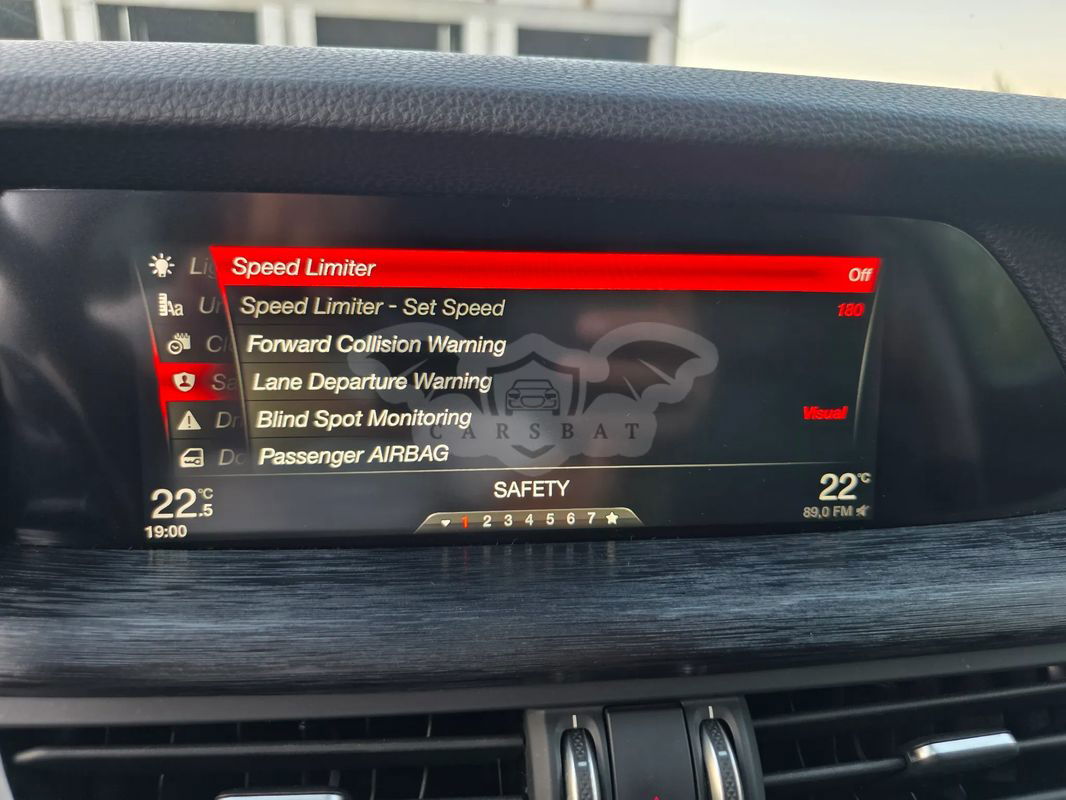 Speed Limiter Off
Speed Limiter - Set Speed 180
Forward Collision Warning
Lane Departure Warning
Blind Spot Monitoring Visual
Passenger AIRBAG
CARSBAT
SAFETY
22.5 °C
22 °C
19:00
1 2 3 4 5 6 7
89,0 FM